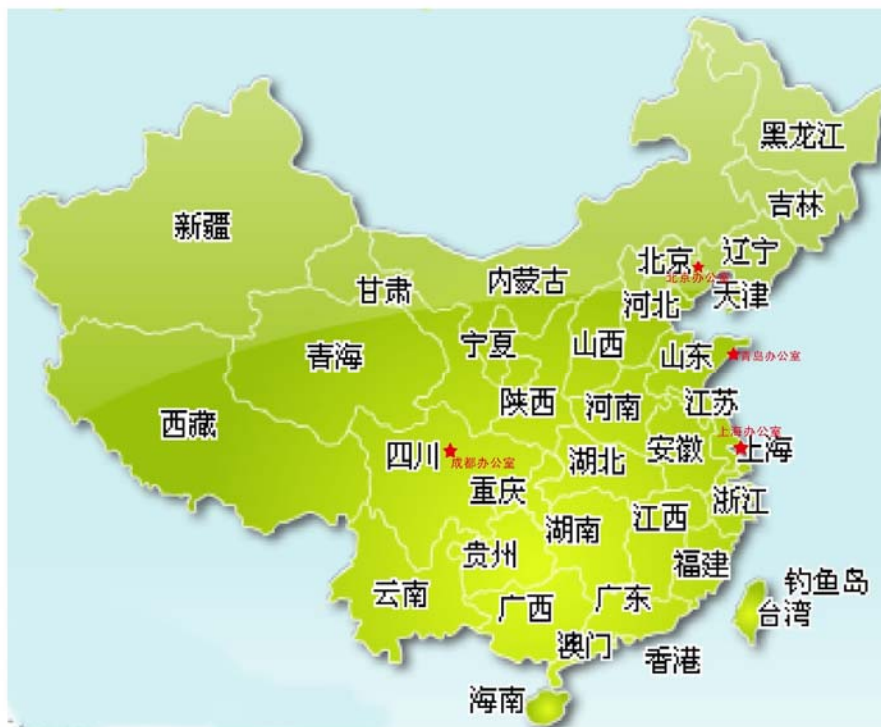 黑龙江
吉林
新疆
辽宁
北京
北京办公室
内蒙古
甘肃
天津
河北
宁夏
山西
青海
山东
青岛办公室
陕西
河南
江苏
西藏
上海办公室
四川
成都办公室
湖北
安徽
上海
重庆
浙江
江西
湖南
贵州
福建
钓鱼岛
云南
广西
广东
台湾
澳门
香港
海南